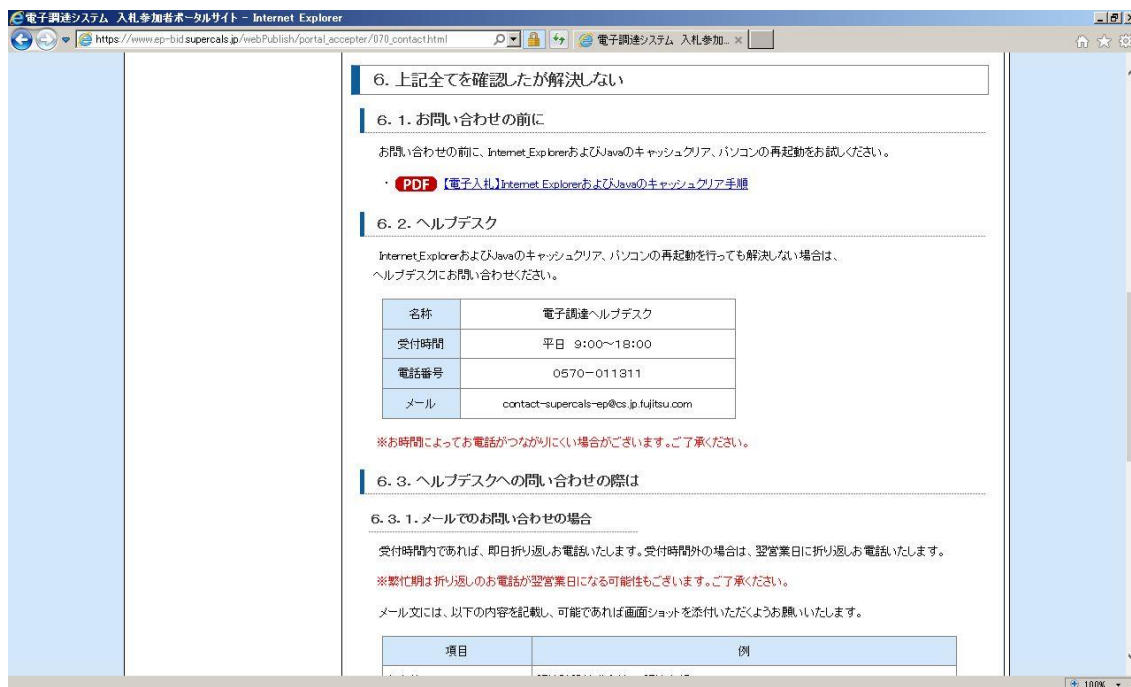 電子調達システム 入札参加者ポータルサイト - Internet Explorer
https://www.ep-bid.supercals.jp/webPublish/portal_accepter/070_contact.html
電子調達システム 入札参加...
6. 上記全てを確認したが解決しない
6. 1. お問い合わせの前に
お問い合わせの前に、Internet ExplorerおよびJavaのキャッシュクリア、パソコンの再起動をお試しください。
・ PDF 【電子入札】Internet ExplorerおよびJavaのキャッシュクリア手順
6. 2. ヘルプデスク
Internet ExplorerおよびJavaのキャッシュクリア、パソコンの再起動を行っても解決しない場合は、
ヘルプデスクにお問い合わせください。
名称 電子調達ヘルプデスク
受付時間 平日 9:00~18:00
電話番号 0570-011311
メール contact-supercals-ep@cs.jp.fujitsu.com
※お時間によってお電話がつながりにくい場合がございます。ご了承ください。
6. 3. ヘルプデスクへの問い合わせの際は
6. 3. 1. メールでのお問い合わせの場合
受付時間内であれば、即日折り返しお電話いたします。受付時間外の場合は、翌営業日に折り返しお電話いたします。
※繁忙期は折り返しのお電話が翌営業日になる可能性もございます。ご了承ください。
メール文には、以下の内容を記載し、可能であれば画面ショットを添付いただくようお願いいたします。
項目 例
100%